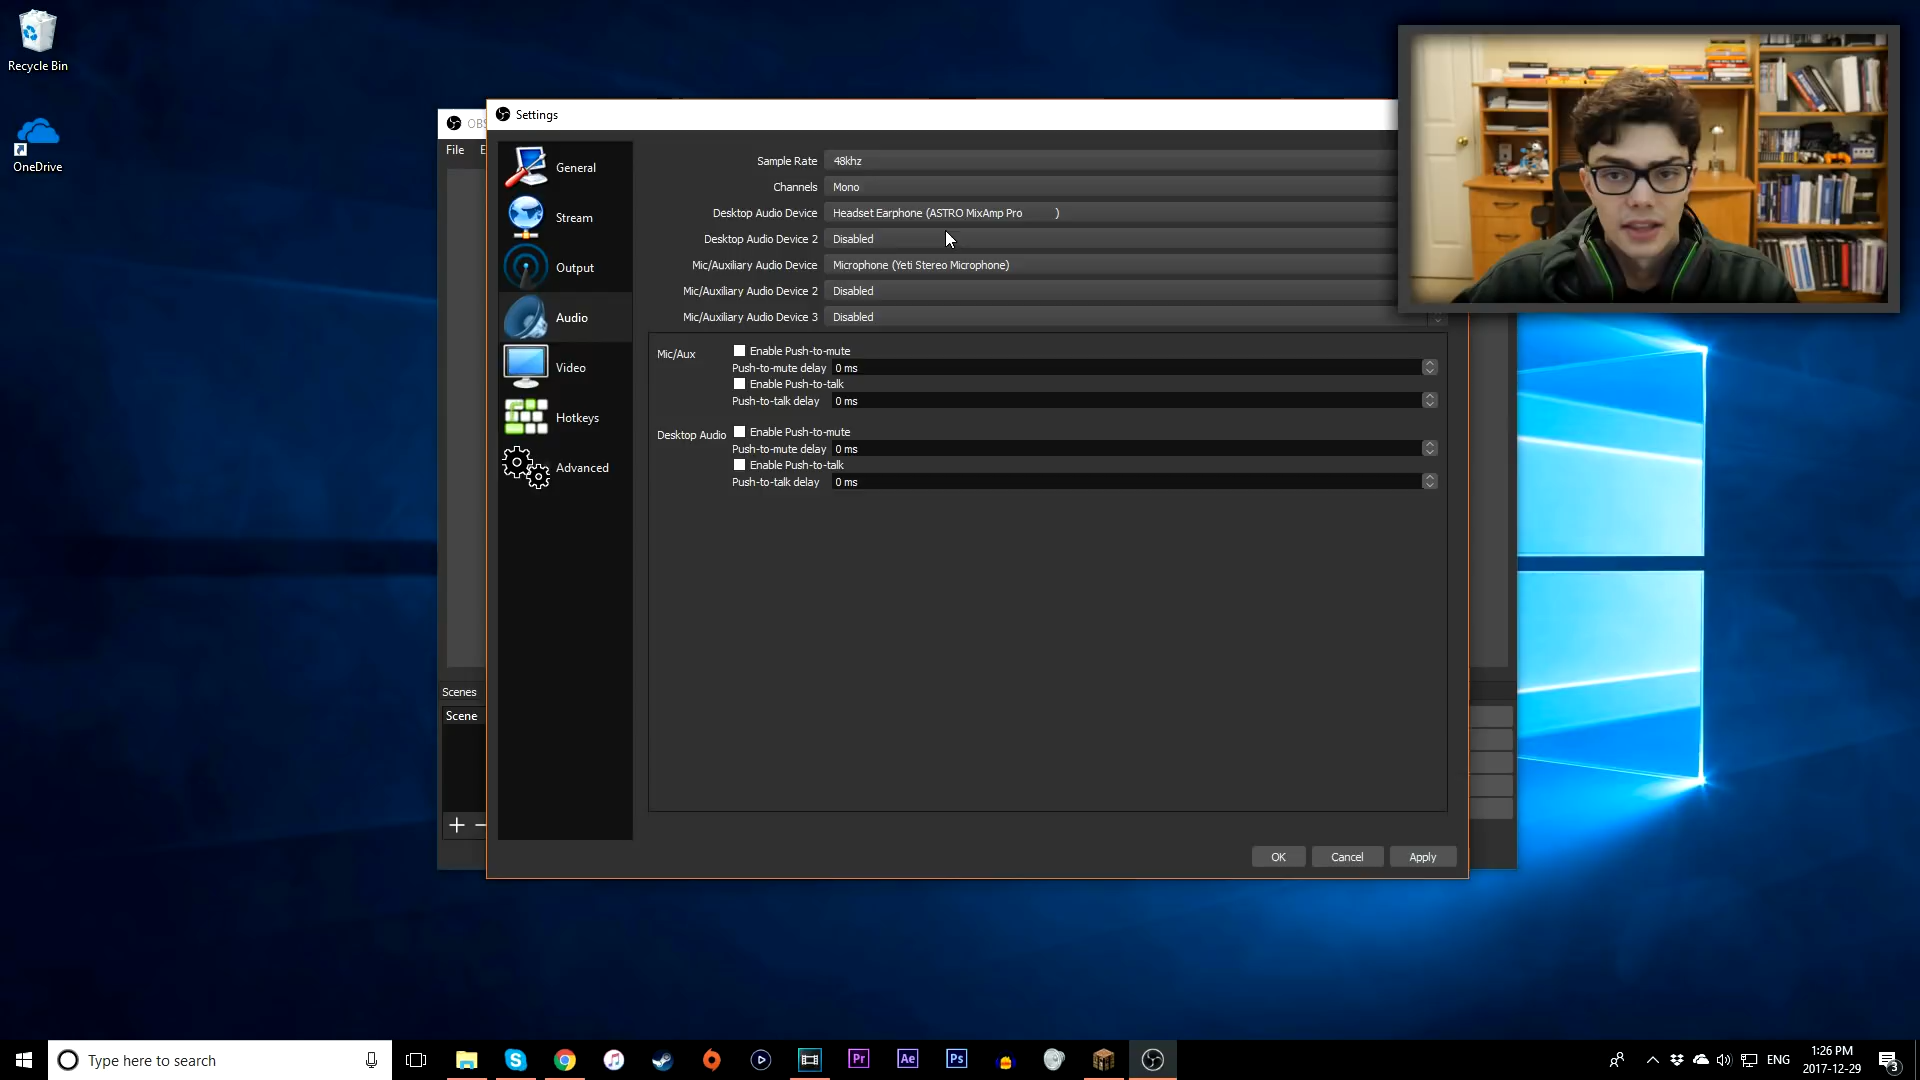 Recycle Bin
OneDrive
OBS
File
E
Settings
General
Stream
Output
Audio
Video
Hotkeys
Advanced
Sample Rate 48khz
Channels Mono
Desktop Audio Device Headset Earphone (ASTRO MixAmp Pro )
Desktop Audio Device 2 Disabled
Mic/Auxiliary Audio Device Microphone (Yeti Stereo Microphone)
Mic/Auxiliary Audio Device 2 Disabled
Mic/Auxiliary Audio Device 3 Disabled
Mic/Aux Enable Push-to-mute
Push-to-mute delay 0 ms
Enable Push-to-talk
Push-to-talk delay 0 ms
Desktop Audio Enable Push-to-mute
Push-to-mute delay 0 ms
Enable Push-to-talk
Push-to-talk delay 0 ms
Scenes
Scene
OK Cancel Apply
Type here to search
Pr
Ae
Ps
ENG
1:26 PM
2017-12-29
3